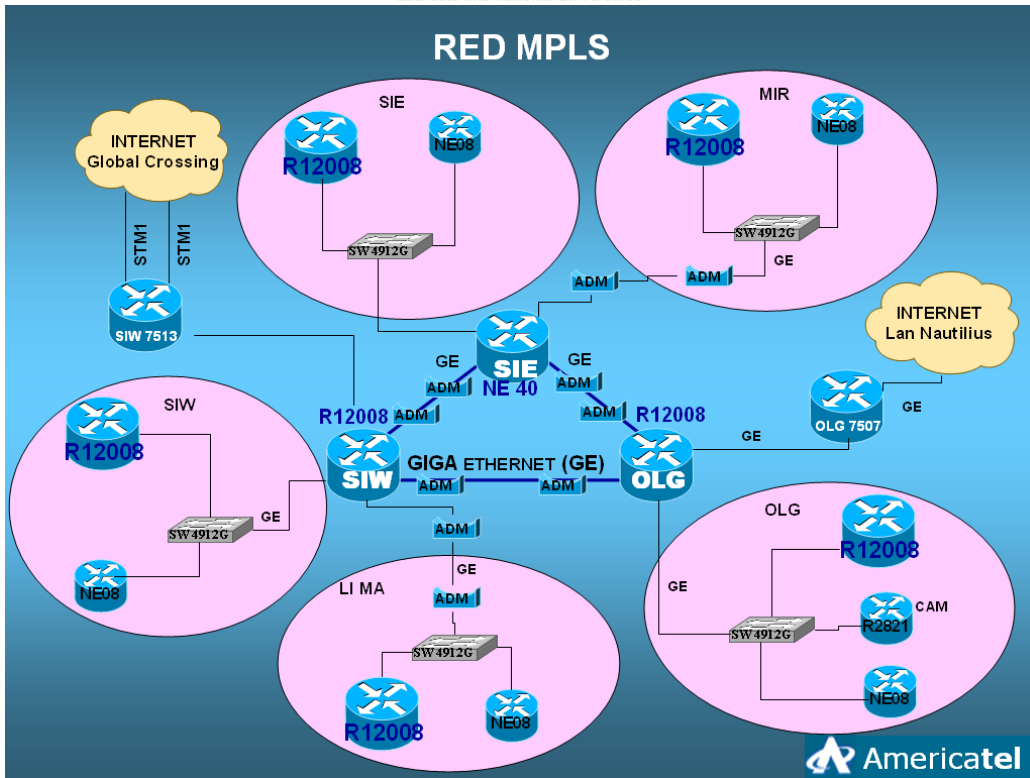 RED MPLS
SIE
R12008
NE08
SW4912G
MIR
R12008
NE08
SW4912G
GE
INTERNET
Global Crossing
STM1
STM1
SIW 7513
ADM
ADM
INTERNET
Lan Nautilius
SIE
NE 40
GE
GE
ADM
ADM
ADM
ADM
R12008
R12008
OLG 7507
GE
GE
SIW
GIGA ETHERNET (GE)
ADM
ADM
OLG
SIW
R12008
GE
SW4912G
NE08
ADM
GE
LI MA
ADM
SW4912G
R12008
NE08
OLG
R12008
GE
CAM
R2821
SW4912G
NE08
Americatel